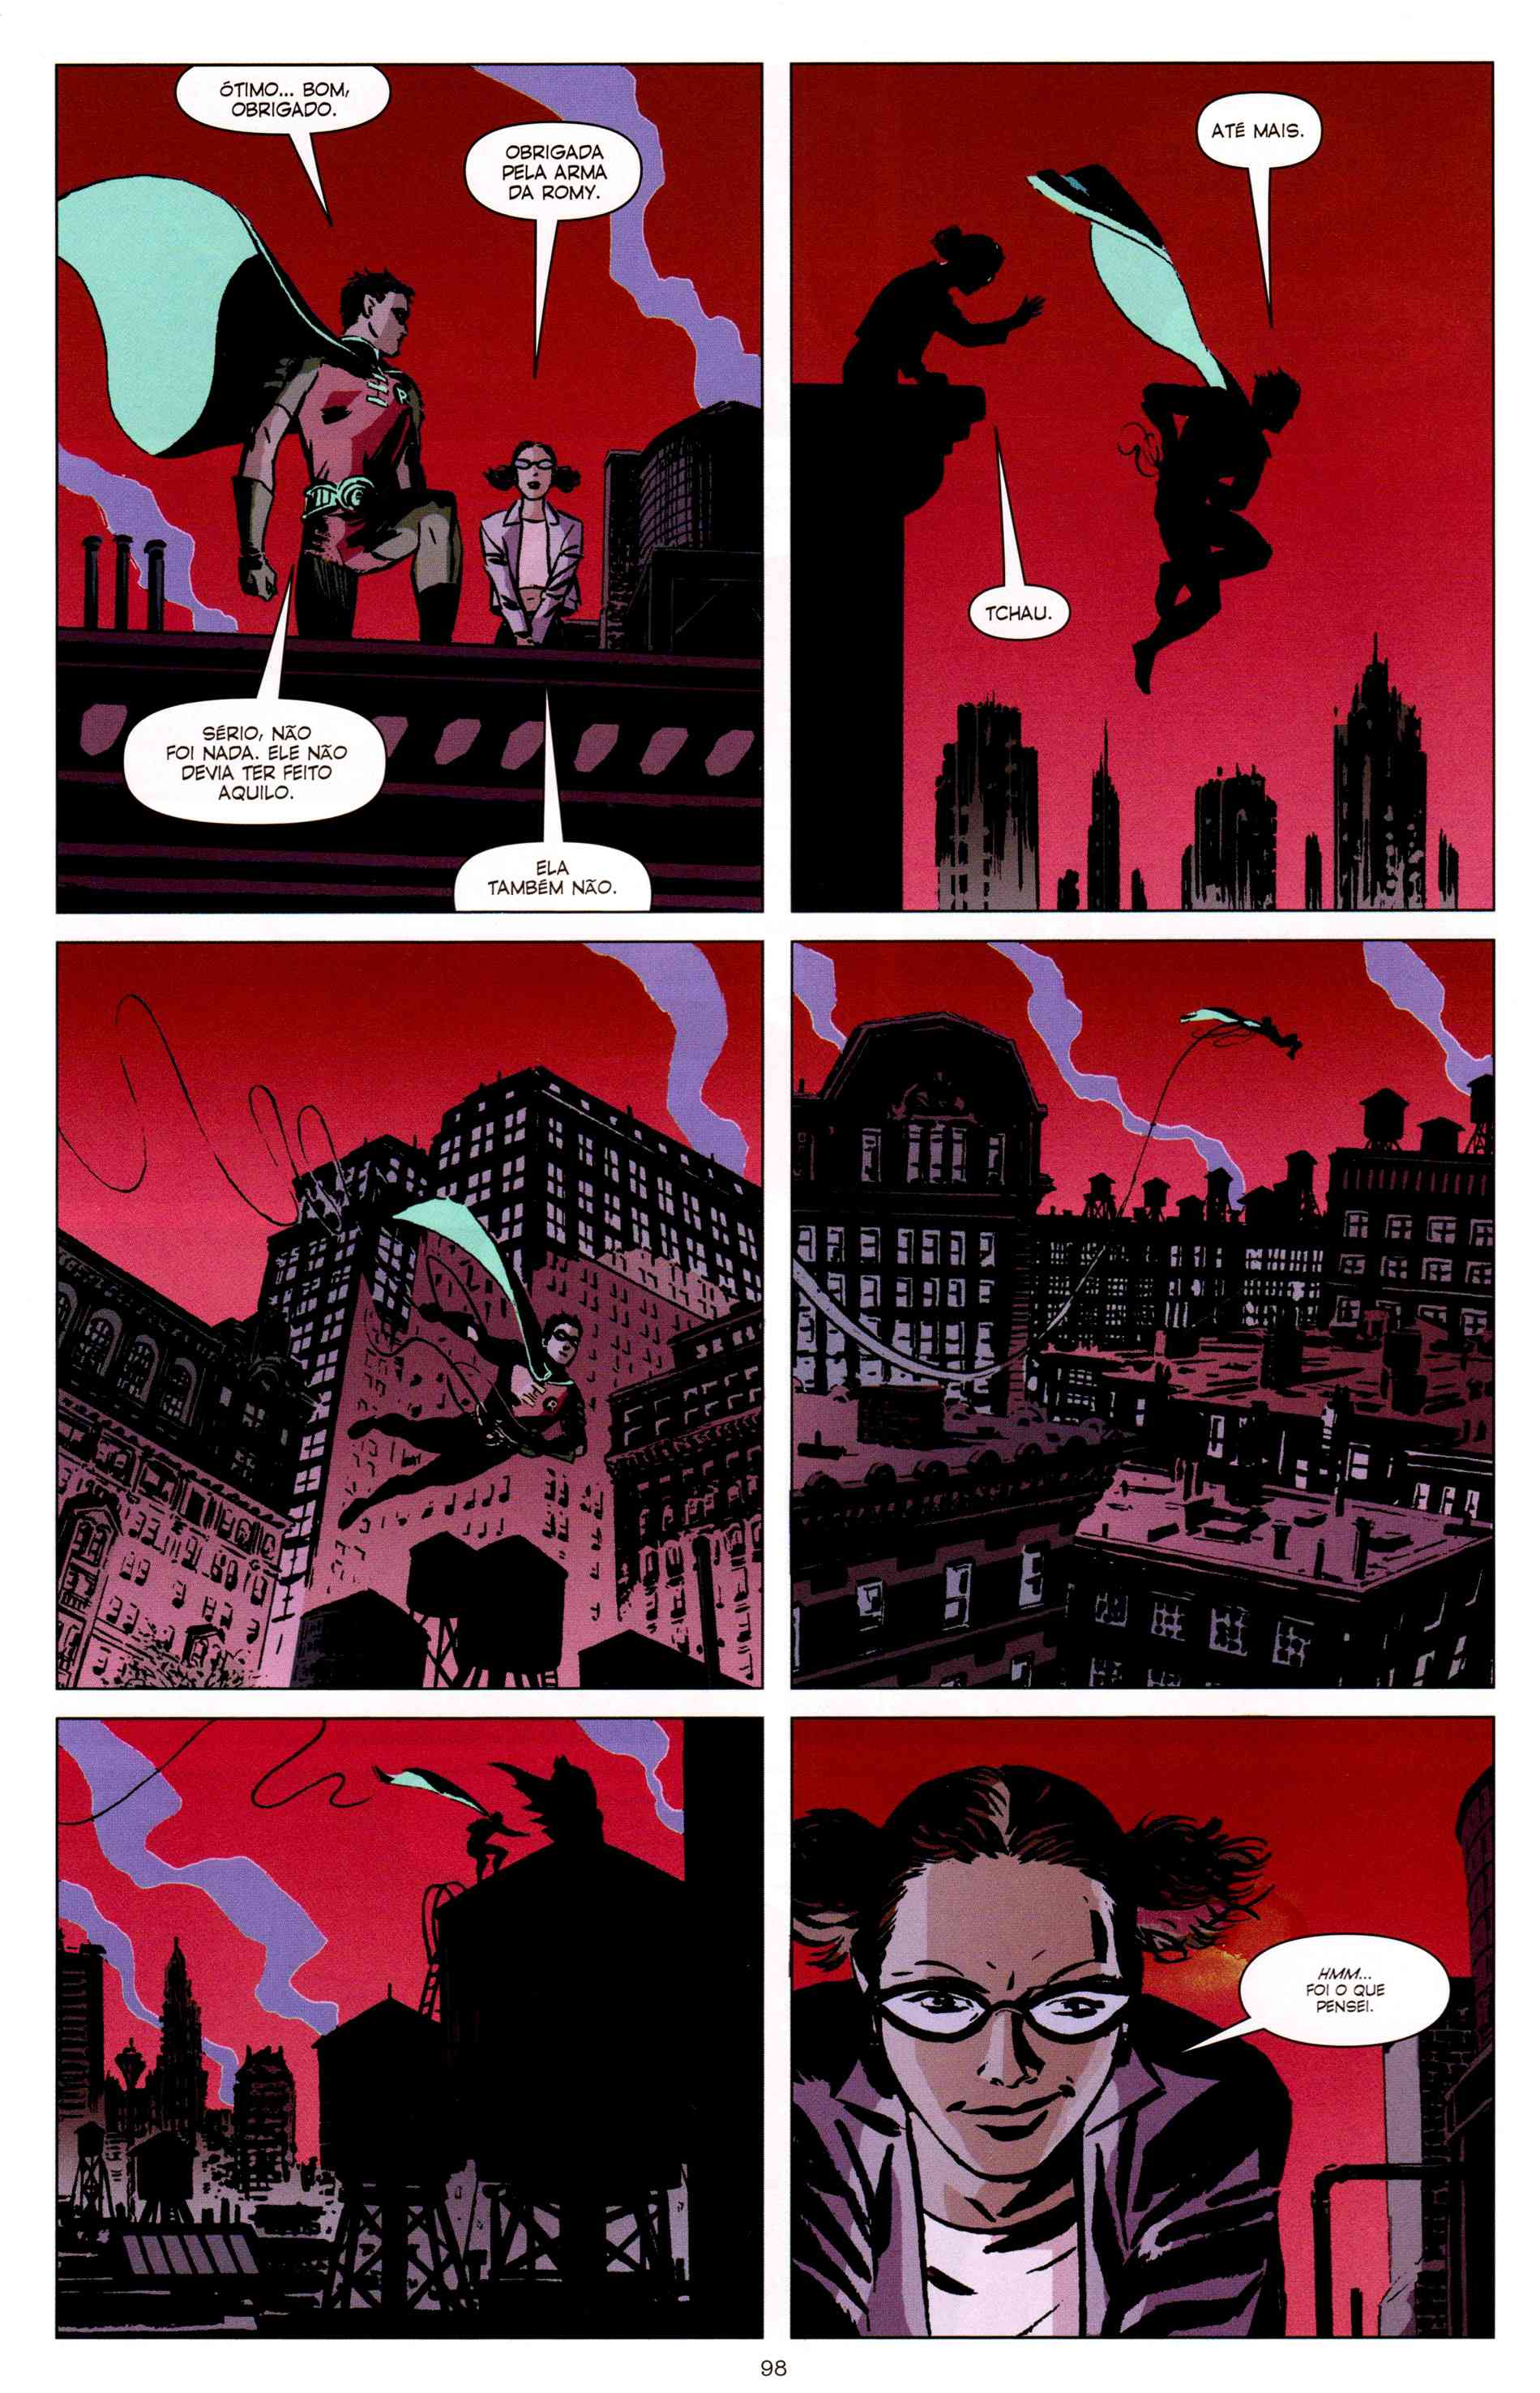 ÓTIMO... BOM,
OBRIGADO.
OBRIGADA
PELA ARMA
DA ROMY.
R
SÉRIO, NÃO
FOI NADA. ELE NÃO
DEVIA TER FEITO
AQUILO.
ELA
TAMBÉM NÃO.
ATÉ MAIS.
TCHAU.
R
HMM...
FOI O QUE
PENSEI.
98